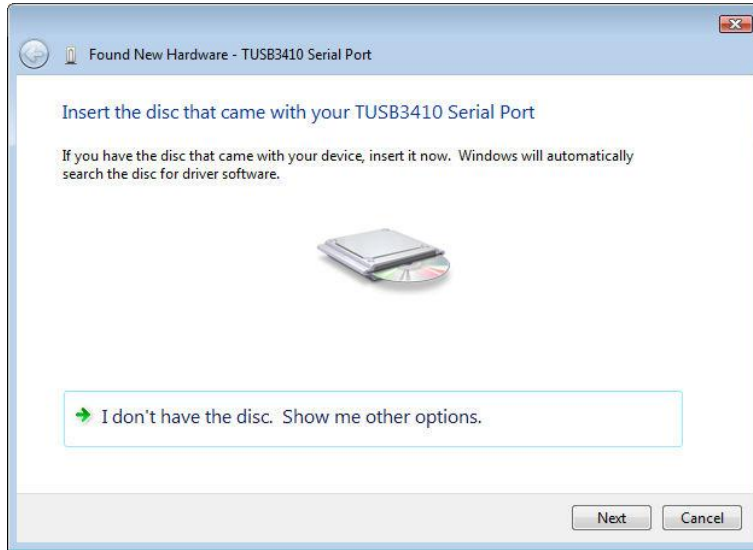 Found New Hardware - TUSB3410 Serial Port
Insert the disc that came with your TUSB3410 Serial Port
If you have the disc that came with your device, insert it now.  Windows will automatically
search the disc for driver software.
I don't have the disc.  Show me other options.
Next Cancel